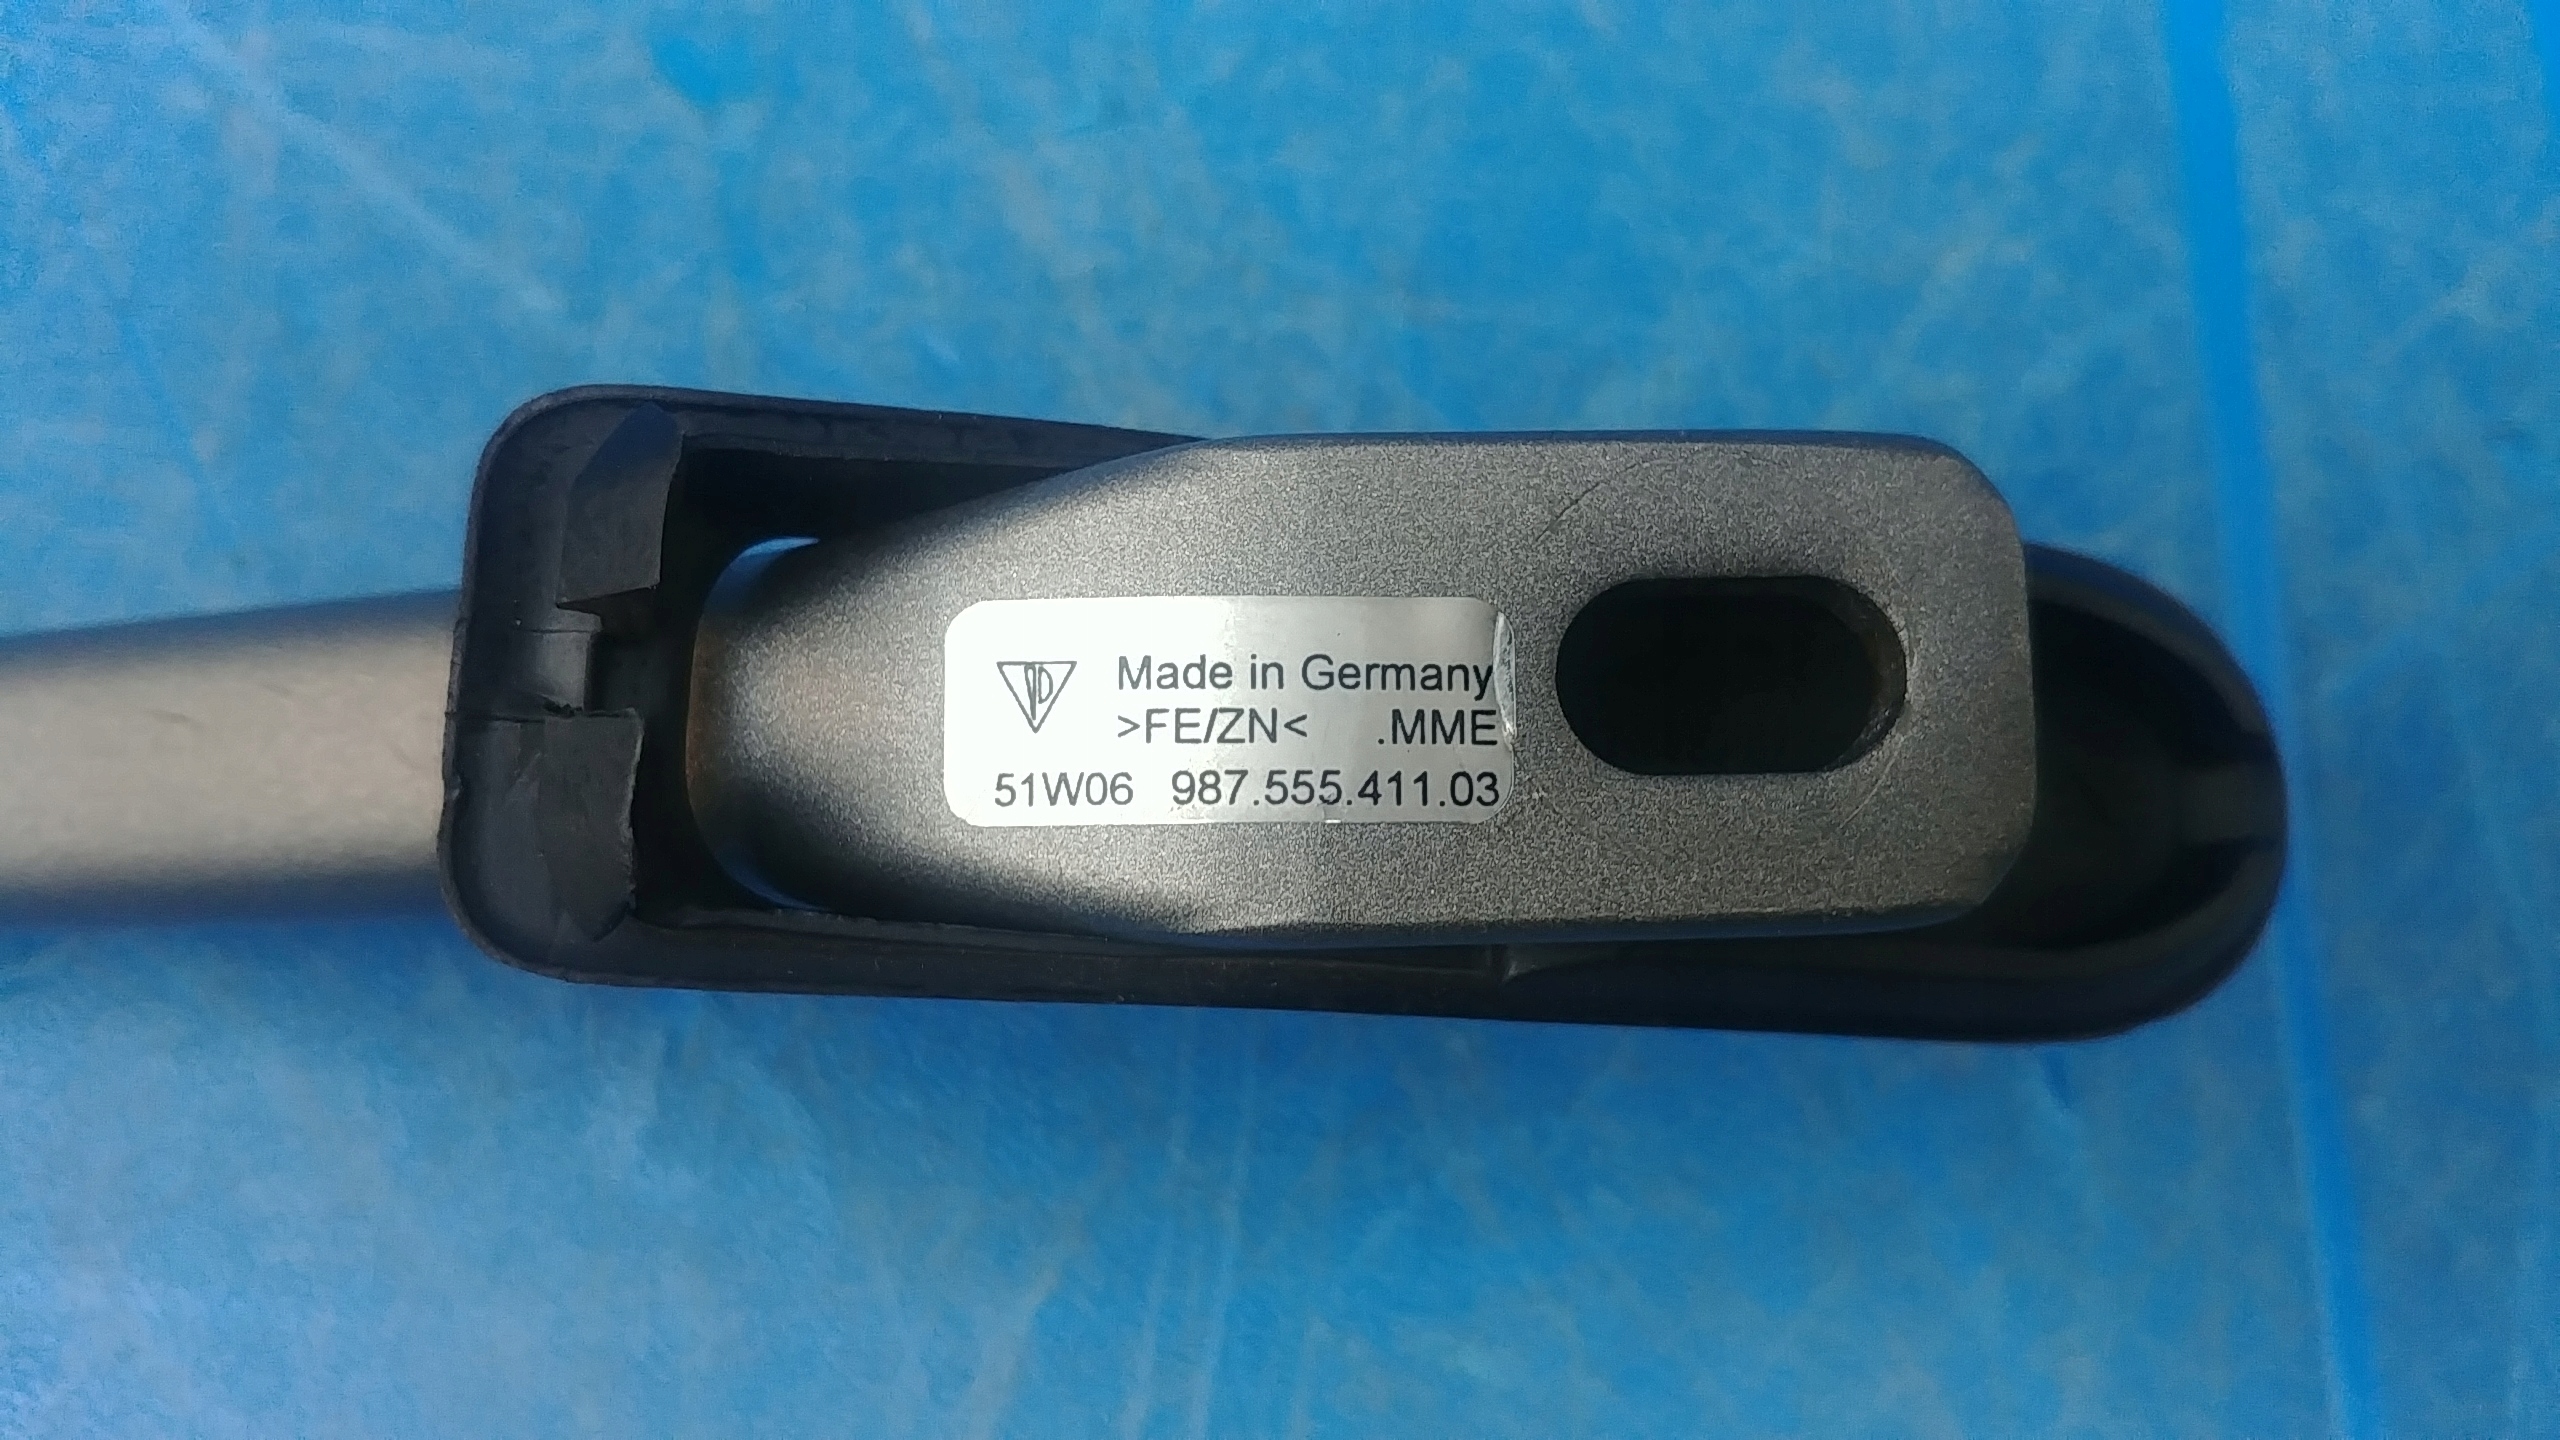 Made in Germany
>FE/ZN< .MME
51W06 987.555.411.03